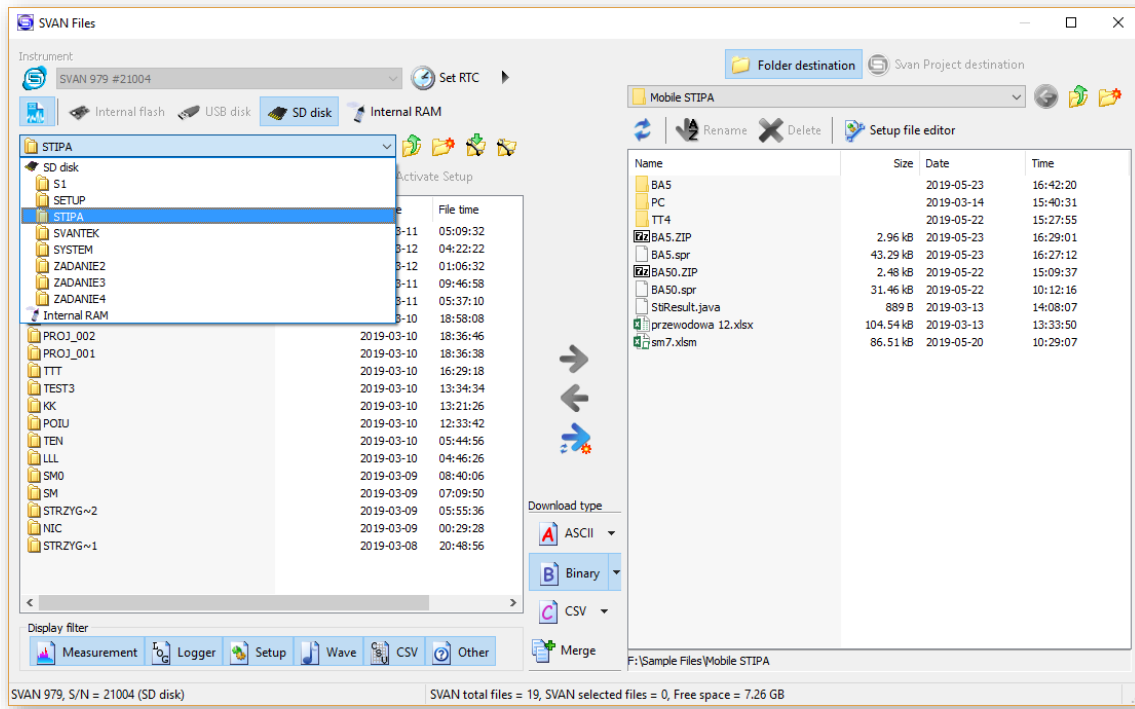 SVAN Files
Instrument
SVAN 979 #21004
Set RTC
Internal flash
USB disk
SD disk
Internal RAM
STIPA
SD disk
S1
SETUP
STIPA
SVANTEK
SYSTEM
ZADANIE2
ZADANIE3
ZADANIE4
Internal RAM
Activate Setup
e File time
3-11 05:09:32
3-12 04:22:22
3-12 01:06:32
3-11 09:46:58
3-11 05:37:10
3-10 18:58:08
PROJ_002 2019-03-10 18:36:46
PROJ_001 2019-03-10 18:36:38
TTT 2019-03-10 16:29:18
TEST3 2019-03-10 13:34:34
KK 2019-03-10 13:21:26
POIU 2019-03-10 12:33:42
TEN 2019-03-10 05:44:56
LLL 2019-03-10 04:46:26
SM0 2019-03-09 08:40:06
SM 2019-03-09 07:09:50
STRZYG~2 2019-03-09 05:55:36
NIC 2019-03-09 00:29:28
STRZYG~1 2019-03-08 20:48:56
Display filter
Measurement
Logger
Setup
Wave
CSV
Other
Download type
ASCII
Binary
CSV
Merge
Folder destination
Svan Project destination
Mobile STIPA
Rename
Delete
Setup file editor
Name Size Date Time
BA5 2019-05-23 16:42:20
PC 2019-03-14 15:40:31
TT4 2019-05-22 15:27:55
BA5.ZIP 2.96 kB 2019-05-23 16:29:01
BA5.spr 43.29 kB 2019-05-23 16:27:12
BA50.ZIP 2.48 kB 2019-05-22 15:09:37
BA50.spr 31.46 kB 2019-05-22 10:12:16
StiResult.java 889 B 2019-03-13 14:08:07
przewodowa 12.xlsx 104.54 kB 2019-03-13 13:33:50
sm7.xlsm 86.51 kB 2019-05-20 10:29:07
F:\Sample Files\Mobile STIPA
SVAN 979, S/N = 21004 (SD disk)
SVAN total files = 19, SVAN selected files = 0, Free space = 7.26 GB